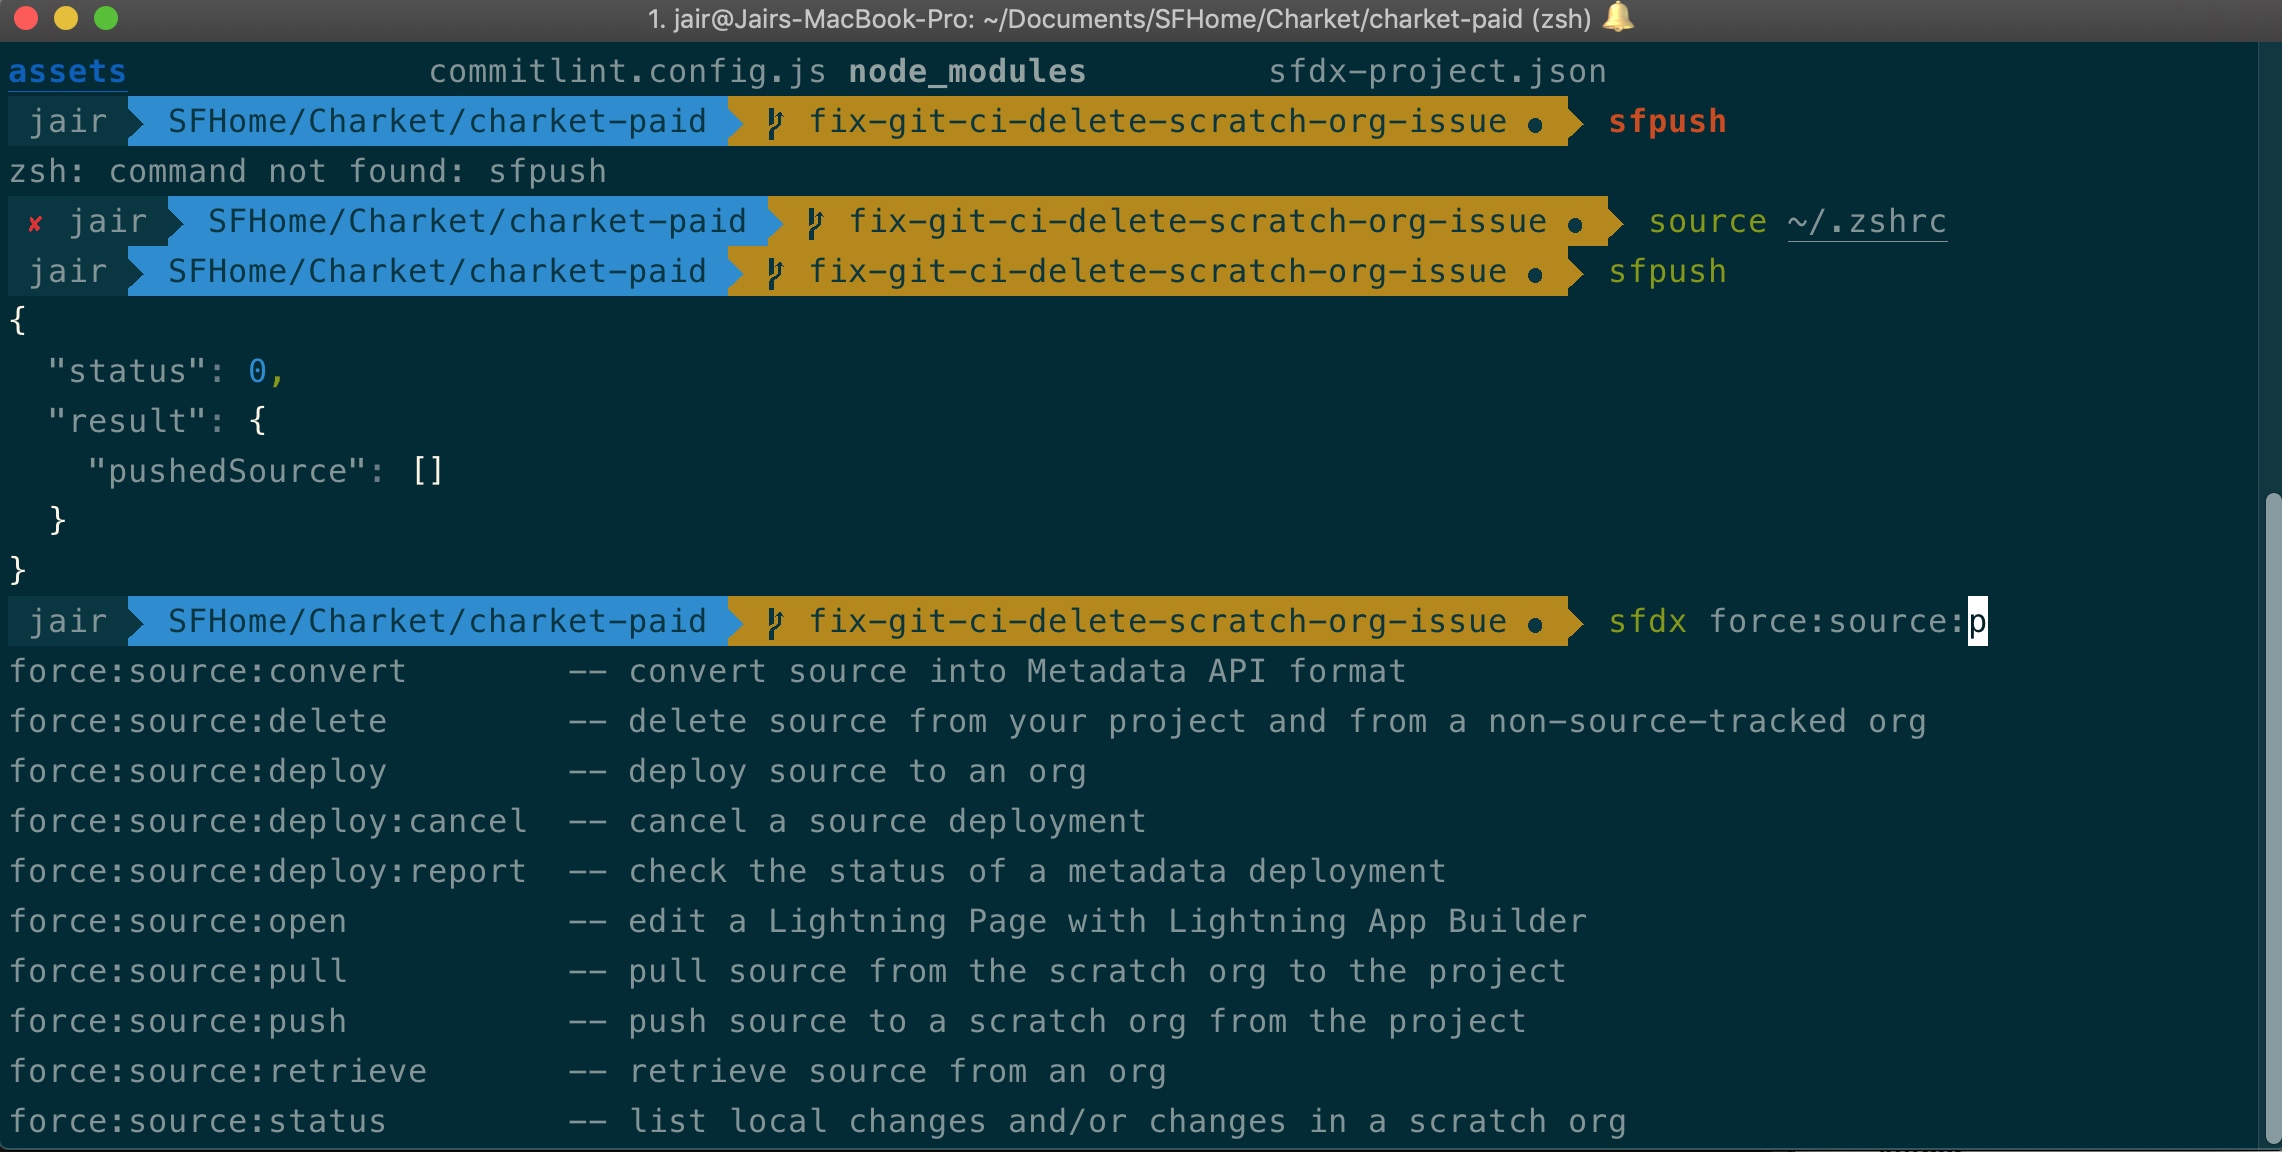 1. jair@Jairs-MacBook-Pro: ~/Documents/SFHome/Charket/charket-paid (zsh)
assets commitlint.config.js node_modules sfdx-project.json
jair SFHome/Charket/charket-paid fix-git-ci-delete-scratch-org-issue ● sfpush
zsh: command not found: sfpush
✘ jair SFHome/Charket/charket-paid fix-git-ci-delete-scratch-org-issue ● source ~/.zshrc
jair SFHome/Charket/charket-paid fix-git-ci-delete-scratch-org-issue ● sfpush
{
"status": 0,
"result": {
"pushedSource": []
}
}
jair SFHome/Charket/charket-paid fix-git-ci-delete-scratch-org-issue ● sfdx force:source:p
force:source:convert -- convert source into Metadata API format
force:source:delete -- delete source from your project and from a non-source-tracked org
force:source:deploy -- deploy source to an org
force:source:deploy:cancel -- cancel a source deployment
force:source:deploy:report -- check the status of a metadata deployment
force:source:open -- edit a Lightning Page with Lightning App Builder
force:source:pull -- pull source from the scratch org to the project
force:source:push -- push source to a scratch org from the project
force:source:retrieve -- retrieve source from an org
force:source:status -- list local changes and/or changes in a scratch org